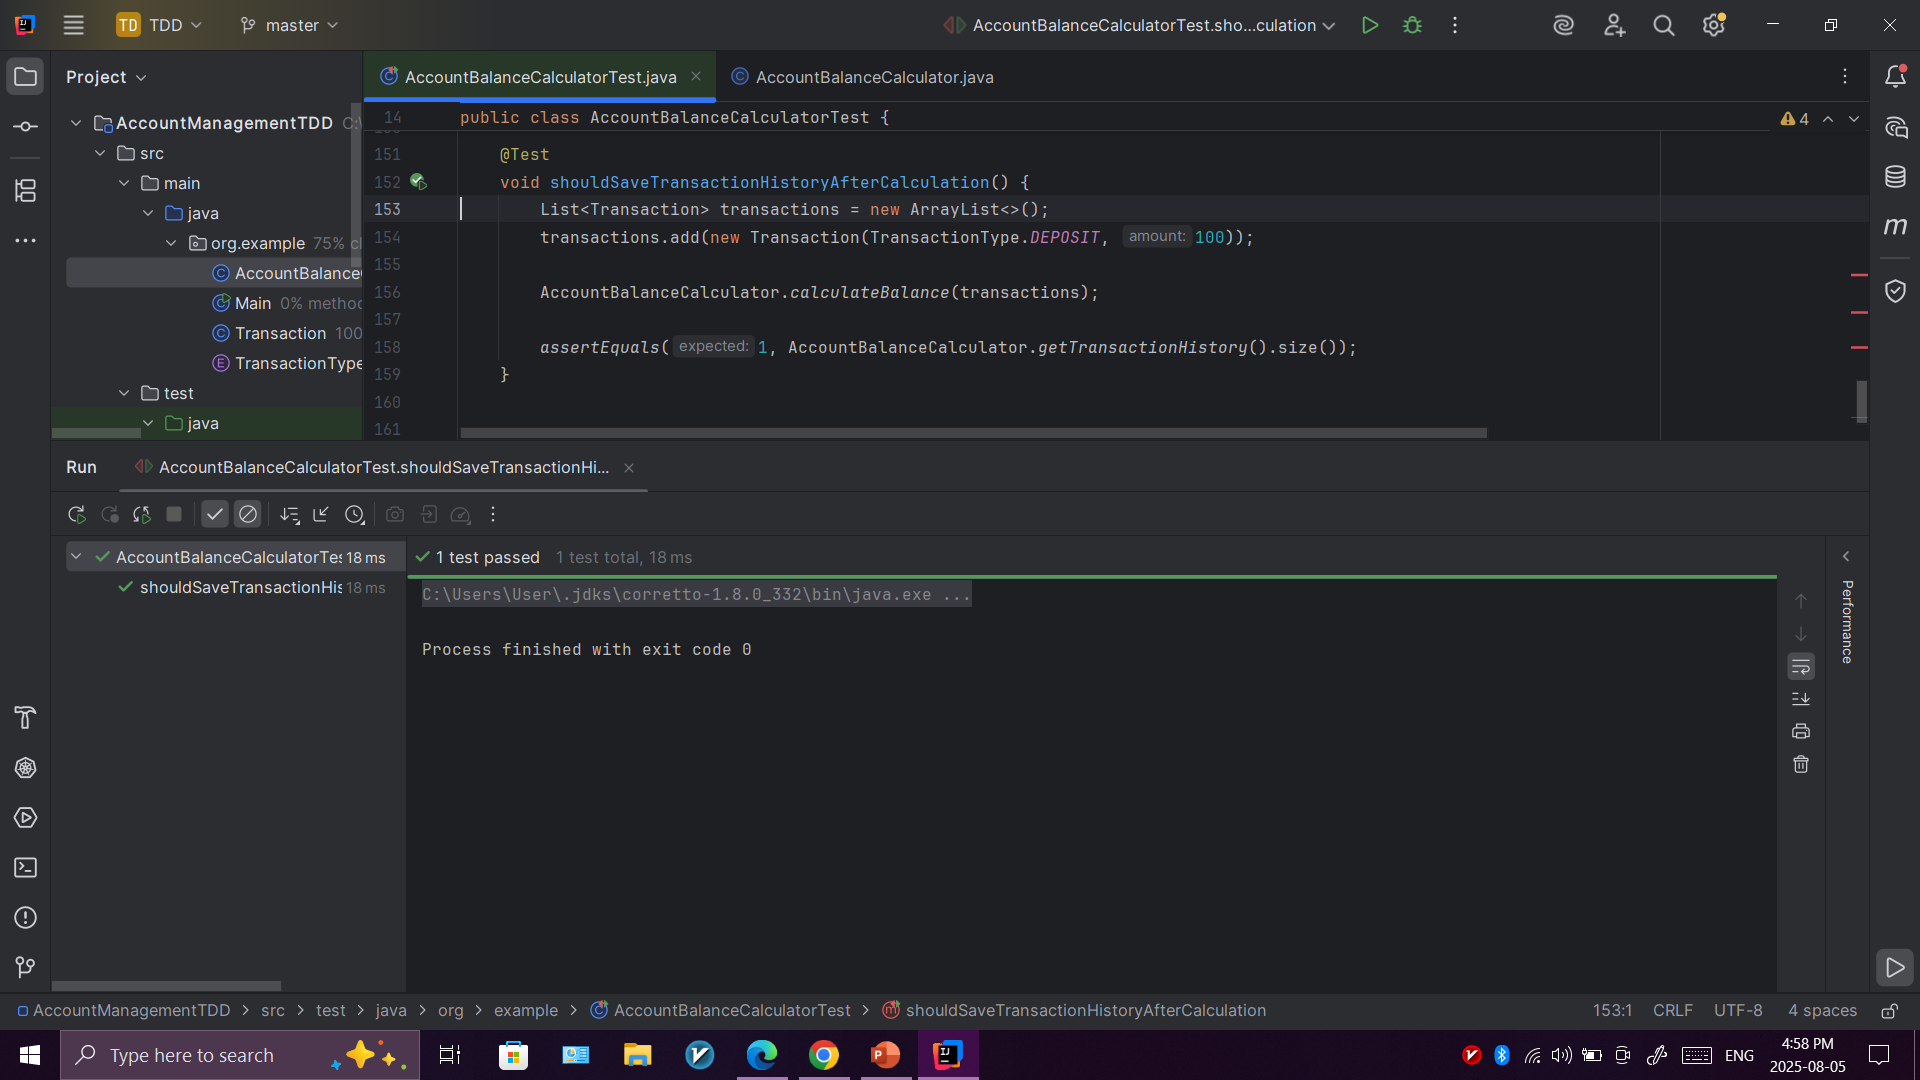 TD TDD master AccountBalanceCalculatorTest.sho...culation
Project
AccountBalanceCalculatorTest.java
AccountBalanceCalculator.java
AccountManagementTDD
src
main
java
org.example 75%
Main 0%
Transaction 100
TransactionType
test
java
14 public class AccountBalanceCalculatorTest {
4
151 @Test
152 void shouldSaveTransactionHistoryAfterCalculation() {
153 List<Transaction> transactions = new ArrayList<>();
154 transactions.add(new Transaction(TransactionType.DEPOSIT, amount: 100));
155
156 AccountBalanceCalculator.calculateBalance(transactions);
157
158 assertEquals( expected: 1, AccountBalanceCalculator.getTransactionHistory().size());
159 }
160
161
Run AccountBalanceCalculatorTest.shouldSaveTransactionHi...
AccountBalanceCalculatorTes 18 ms
shouldSaveTransactionHis 18 ms
1 test passed 1 test total, 18 ms
C:\Users\User\.jdks\corretto-1.8.0_332\bin\java.exe ...
Process finished with exit code 0
Performance
AccountManagementTDD > src > test > java > org > example > AccountBalanceCalculatorTest > shouldSaveTransactionHistoryAfterCalculation
153:1 CRLF UTF-8 4 spaces
Type here to search
ENG
4:58 PM
2025-08-05